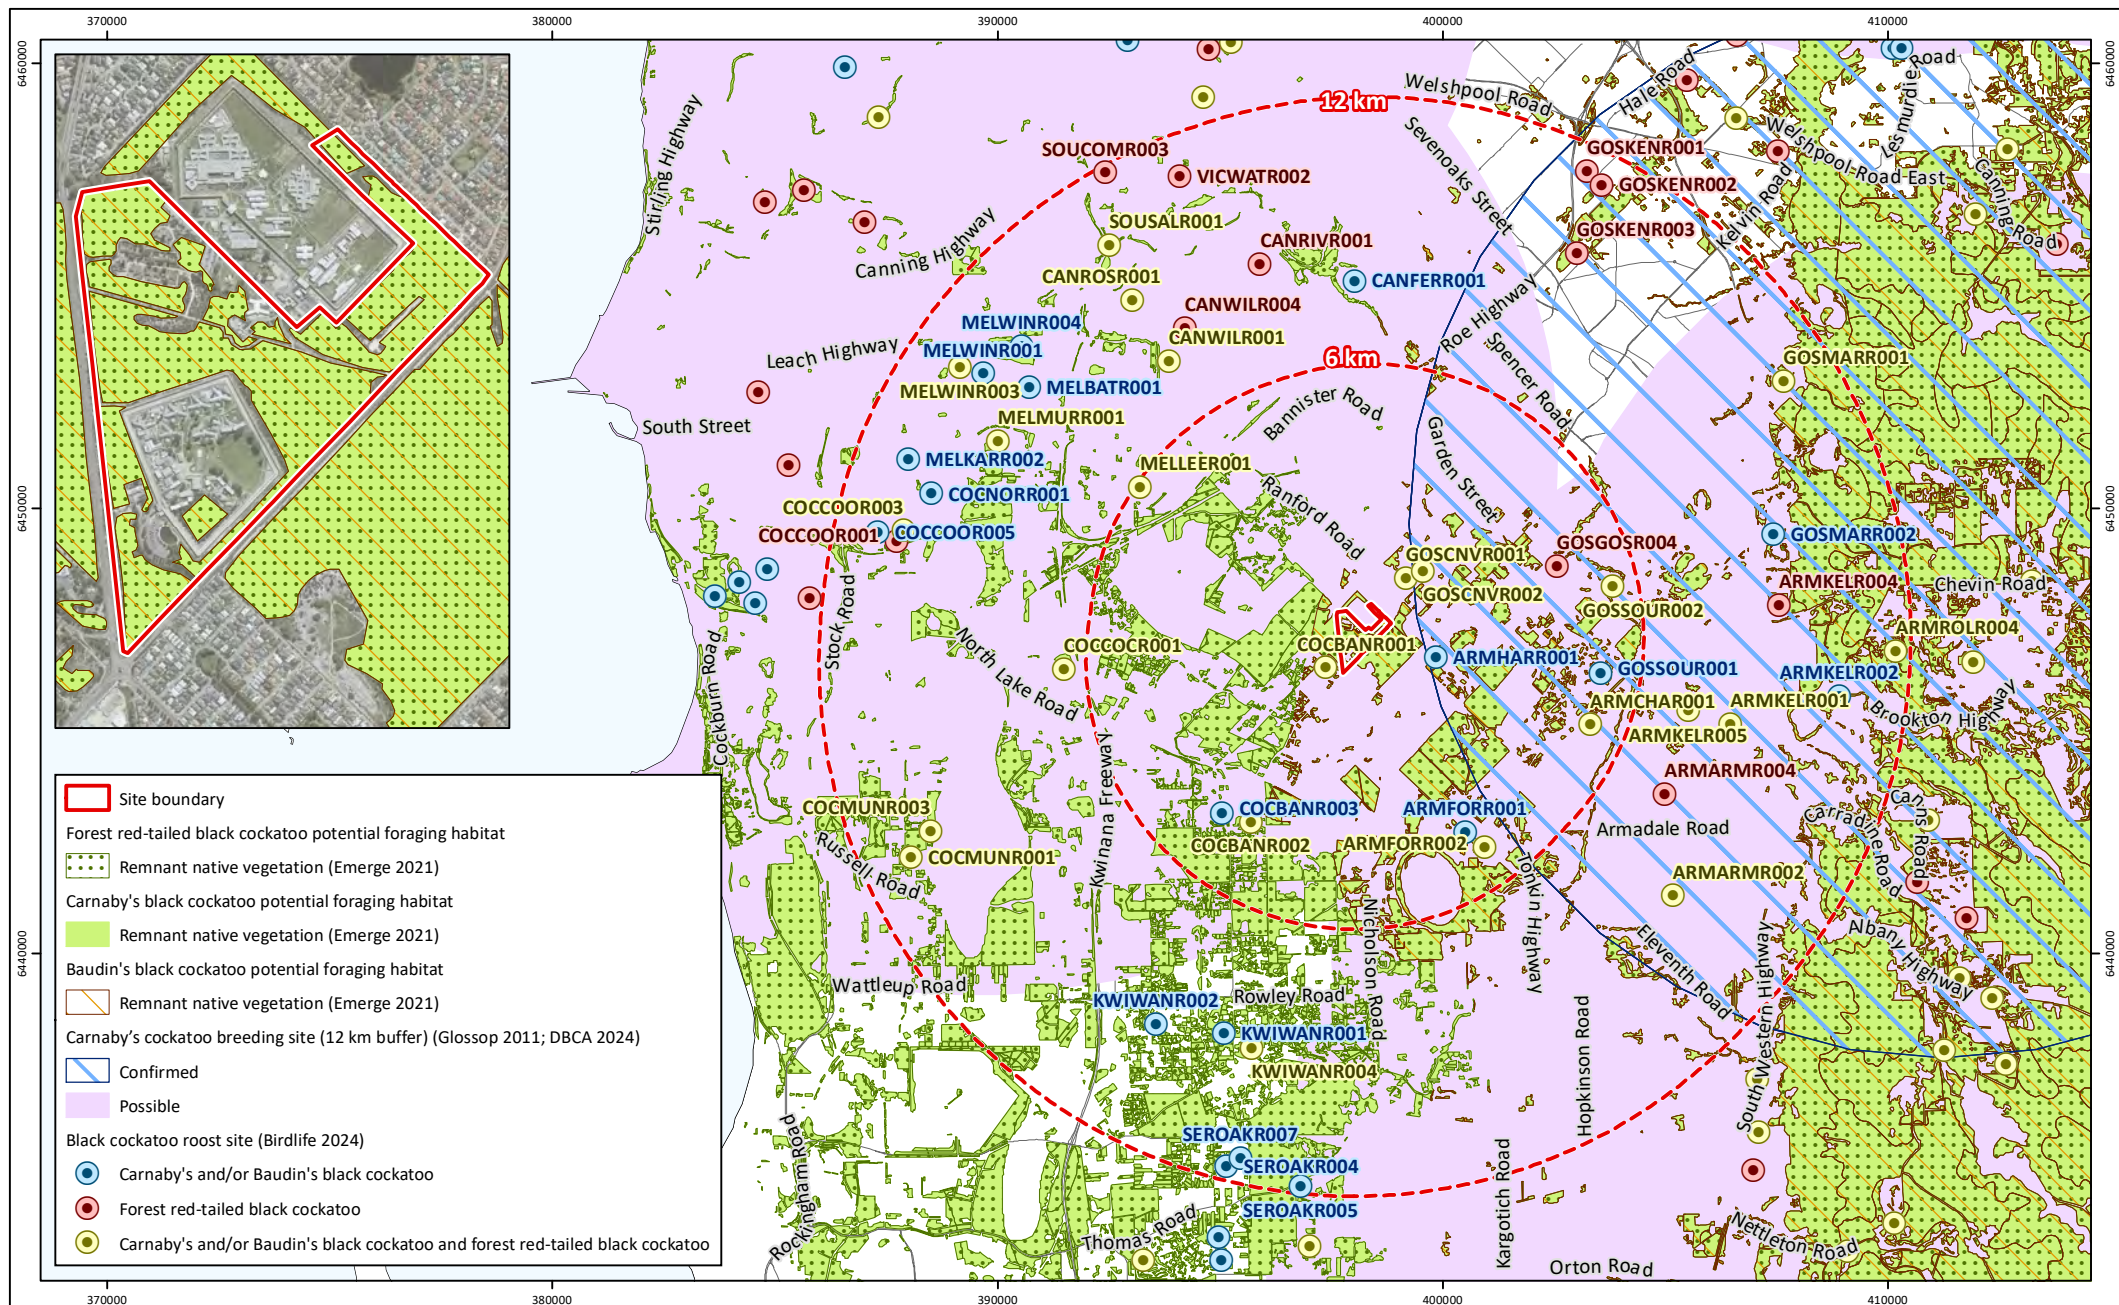 370000
380000
390000
400000
410000
6460000
6460000
12 km
Welshpool Road
Hale Road
Lesmurdie Road
Stirling Highway
Sevenoaks Street
Welshpool Road East
SOUCOMR003
VICWATR002
GOSKENR001
GOSKENR002
Kelvin Road
Canning Road
SOUSALR001
GOSKENR003
Canning Highway
CANRIVR001
CANROSR001
CANFERR001
CANWILR004
Roe Highway
MELWINR004
CANWILR001
Spencer Road
Leach Highway
MELWINR001
6 km
GOSMARR001
MELWINR003
MELBATR001
Bannister Road
South Street
MELMURR001
Garden Street
MELKARR002
MELLEER001
Ranford Road
COCNORR001
6450000
6450000
COCCOOR003
COCCOOR001
COCCOOR005
GOSMARR002
GOSCNVR001
GOSGOSR004
GOSCNVR002
ARMKELR004
Chevin Road
GOSSOUR002
Stock Road
Cockburn Road
North Lake Road
COCCOCR001
COCBANR001
ARMROLR004
ARMHARR001
GOSSOUR001
ARMKELR002
ARMCHAR001
ARMKELR001
ARMKELR005
Brookton Highway
Kwinana Freeway
ARMARMR004
COCMUNR003
COCBANR003
ARMFORR001
Armadale Road
Carradine Road
Canns Road
COCMUNR001
COCBANR002
ARMFORR002
Russell Road
Tonkin Highway
ARMARMR002
Nicholson Road
Eleventh Road
South Western Highway
Albany Highway
6440000
6440000
Wattleup Road
Rowley Road
KWIWANR002
KWIWANR001
KWIWANR004
Hopkinson Road
Kargotich Road
SEROAKR007
SEROAKR004
SEROAKR005
Rockingham Road
Thomas Road
Nettleton Road
Orton Road
Site boundary
Forest red-tailed black cockatoo potential foraging habitat
Remnant native vegetation (Emerge 2021)
Carnaby's black cockatoo potential foraging habitat
Remnant native vegetation (Emerge 2021)
Baudin's black cockatoo potential foraging habitat
Remnant native vegetation (Emerge 2021)
Carnaby’s cockatoo breeding site (12 km buffer) (Glossop 2011; DBCA 2024)
Confirmed
Possible
Black cockatoo roost site (Birdlife 2024)
Carnaby's and/or Baudin's black cockatoo
Forest red-tailed black cockatoo
Carnaby's and/or Baudin's black cockatoo and forest red-tailed black cockatoo
370000
380000
390000
400000
410000